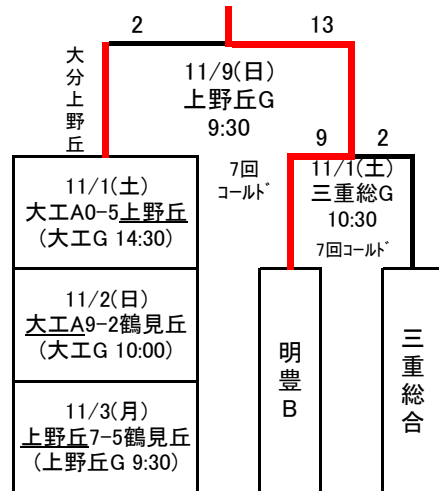 2
13
大分上野丘
11/9(日)
上野丘G
9:30
7回
コールド
9
2
11/1(土)
三重総G
10:30
7回コールド
11/1(土)
大工A0-5上野丘
(大工G 14:30)
11/2(日)
大工A9-2鶴見丘
(大工G 10:00)
11/3(月)
上野丘7-5鶴見丘
(上野丘G 9:30)
明豊B
三重総合